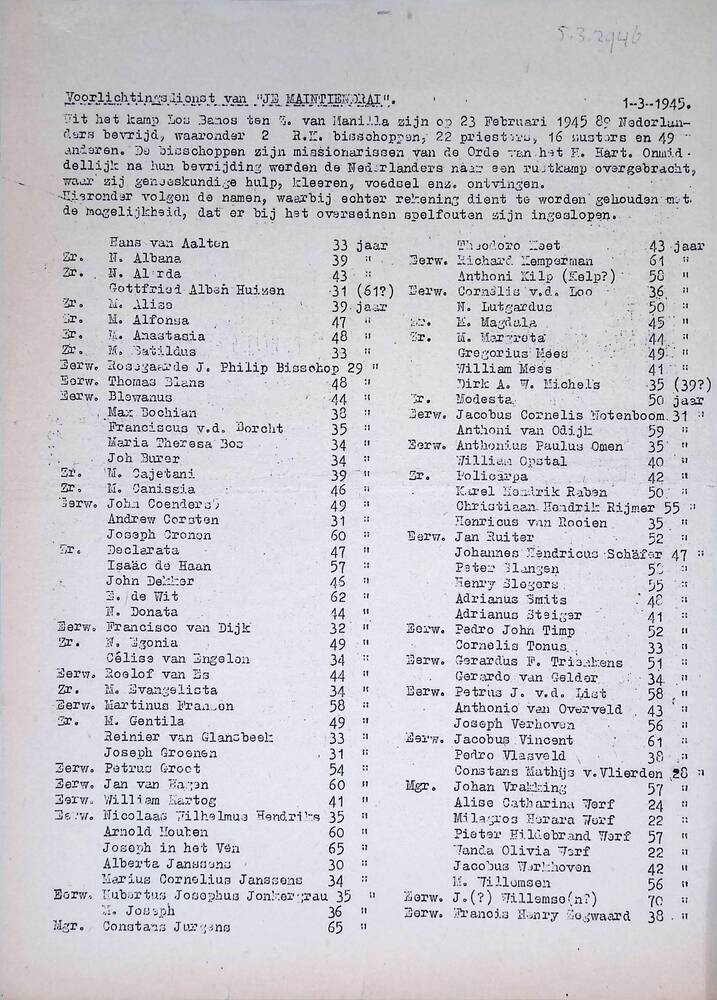 5.3.2946
Voorlichtingsdienst van "JE MAINTIENDRAI".
1-3-1945.
Uit het kamp Los Banos ten Z. van Manilla zijn op 23 Februari 1945 89 Nederlan-
ders bevrijd, waaronder 2 R.K. bisschoppen, 22 priesters, 16 zusters en 49
anderen. De bisschoppen zijn missionarissen van de Orde van het H. Hart. Onmid-
dellijk na hun bevrijding werden de Nederlanders naar een rustkamp overgebracht,
waar zij geneeskundige hulp, kleeren, voedsel enz. ontvingen.
Hieronder volgen de namen, waarbij echter rekening dient te worden gehouden met
de mogelijkheid, dat er bij het overseinen spelfouten zijn ingeslopen.
Hans van Aalten 33 jaar
Zr. N. Albana 39 "
Zr. N. Alurda 43 "
Gottfried Alben Huizen 31 (61?)
Zr. M. Alise 39 jaar
Zr. M. Alfonsa 47 "
Zr. M. Anastasia 48 "
Zr. M. Batildus 33 "
Eerw. Rosegaarde J. Philip Bisschop 29 "
Eerw. Thomas Blans 48 "
Eerw. Blewanus 44 "
Max Bochian 38 "
Franciscus v.d. Borcht 35 "
Maria Theresa Bos 34 "
Joh Burer 34 "
Zr. M. Cajetani 39 "
Zr. M. Canissia 46 "
Eerw. John Coenders 49 "
Andrew Corsten 31 "
Joseph Cronen 60 "
Zr. Declarata 47 "
Isaäc de Haan 57 "
John Dekker 46 "
E. de Wit 62 "
N. Donata 44 "
Eerw. Francisco van Dijk 32 "
Zr. N. Egonia 49 "
Célise van Engelen 34 "
Eerw. Roelof van Es 44 "
Zr. M. Evangelista 34 "
Eerw. Martinus Franson 58 "
Zr. M. Gentila 49 "
Reinier van Glansbeek 33 "
Joseph Groenen 31 "
Eerw. Petrus Groot 54 "
Eerw. Jan van Hagen 60 "
Eerw. William Hartog 41 "
Eerw. Nicolaas Wilhelmus Hendriks 35 "
Arnold Houben 60 "
Joseph in het Ven 65 "
Alberta Janssens 30 "
Marius Cornelius Janssens 34 "
Eerw. Hubertus Josephus Jonkergrau 35 "
M. Joseph 36 "
Mgr. Constans Jurgens 65 "
Theodoro Keet 43 jaar
Eerw. Richard Kemperman 61 "
Anthoni Kilp (Kelp?) 58 "
Eerw. Cornelis v.d. Loo 36 "
N. Lutgardus 50 "
Zr. M. Magdala 45 "
Zr. M. Margreta 44 "
Gregorius Mees 49 "
William Mees 41 "
Dirk A. W. Michels 35 (39?)
Zr. Modesta 50 jaar
Eerw. Jacobus Cornelis Notenboom 31 "
Anthoni van Odijk 59 "
Eerw. Anthonius Paulus Omen 35 "
William Opstal 40 "
Zr. Policarpa 42 "
Karel Hendrik Raben 50 "
Christiaan Hendrik Rijmer 55 "
Henricus van Rooien 35 "
Eerw. Jan Ruiter 52 "
Johannes Hendricus Schäfer 47 "
Peter Slangen "
Henry Slegers 55 "
Adrianus Smits "
Adrianus Steiger 41 "
Eerw. Pedro John Timp 52 "
Cornelis Tonus 33 "
Eerw. Gerardus F. Trienkens 51 "
Gerardo van Gelder 34 "
Eerw. Petrus J. v.d. List 58 "
Anthonio van Overveld 43 "
Joseph Verhoven 56 "
Eerw. Jacobus Vincent 61 "
Pedro Vlasveld 38 "
Constans Mathijs v.Vlierden 28 "
Mgr. Johan Vrakking 57 "
Alise Catharina Werf 24 "
Milagros Herara Werf 22 "
Pieter Hildebrand Werf 57 "
Wanda Olivia Werf 22 "
Jacobus Werkhoven 42 "
M. Willemsen 56 "
Eerw. J.(?) Willemse(n?) 70 "
Eerw. Francis Henry Zegwaard 38 "